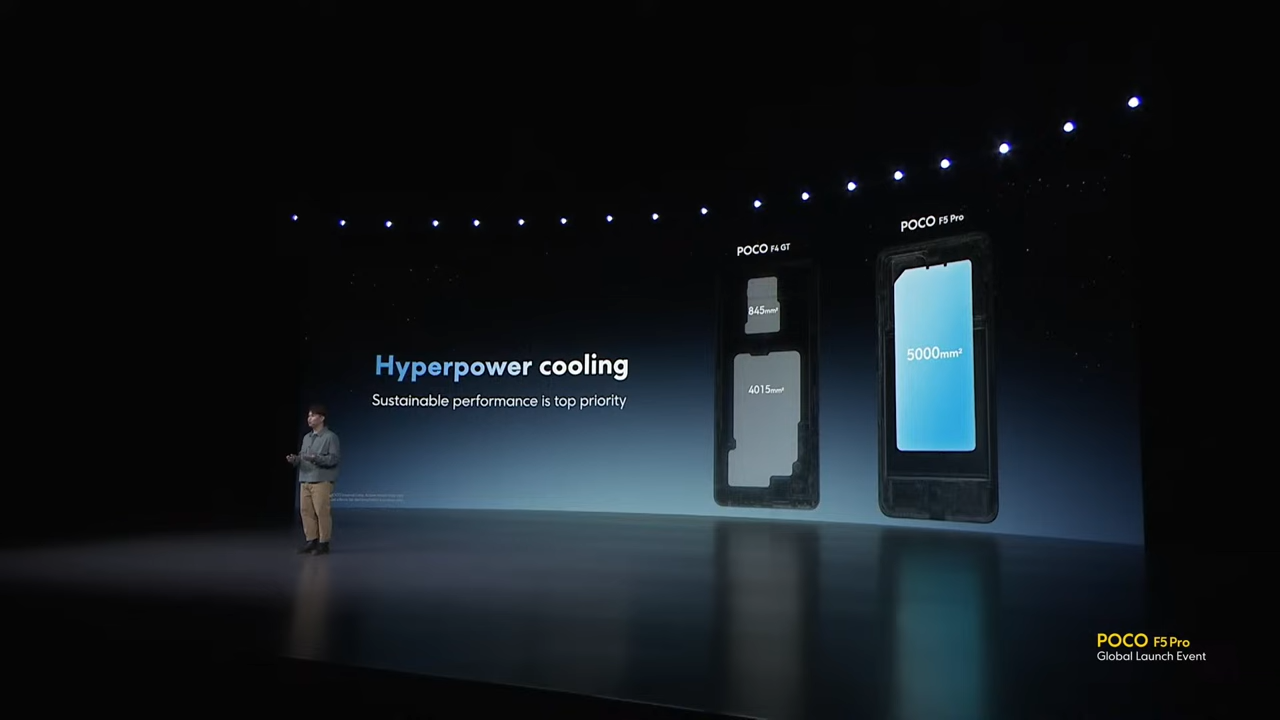 POCO F5 Pro
POCO F4 GT
845mm²
5000mm²
Hyperpower cooling
4015mm²
Sustainable performance is top priority
POCO F5 Pro
Global Launch Event